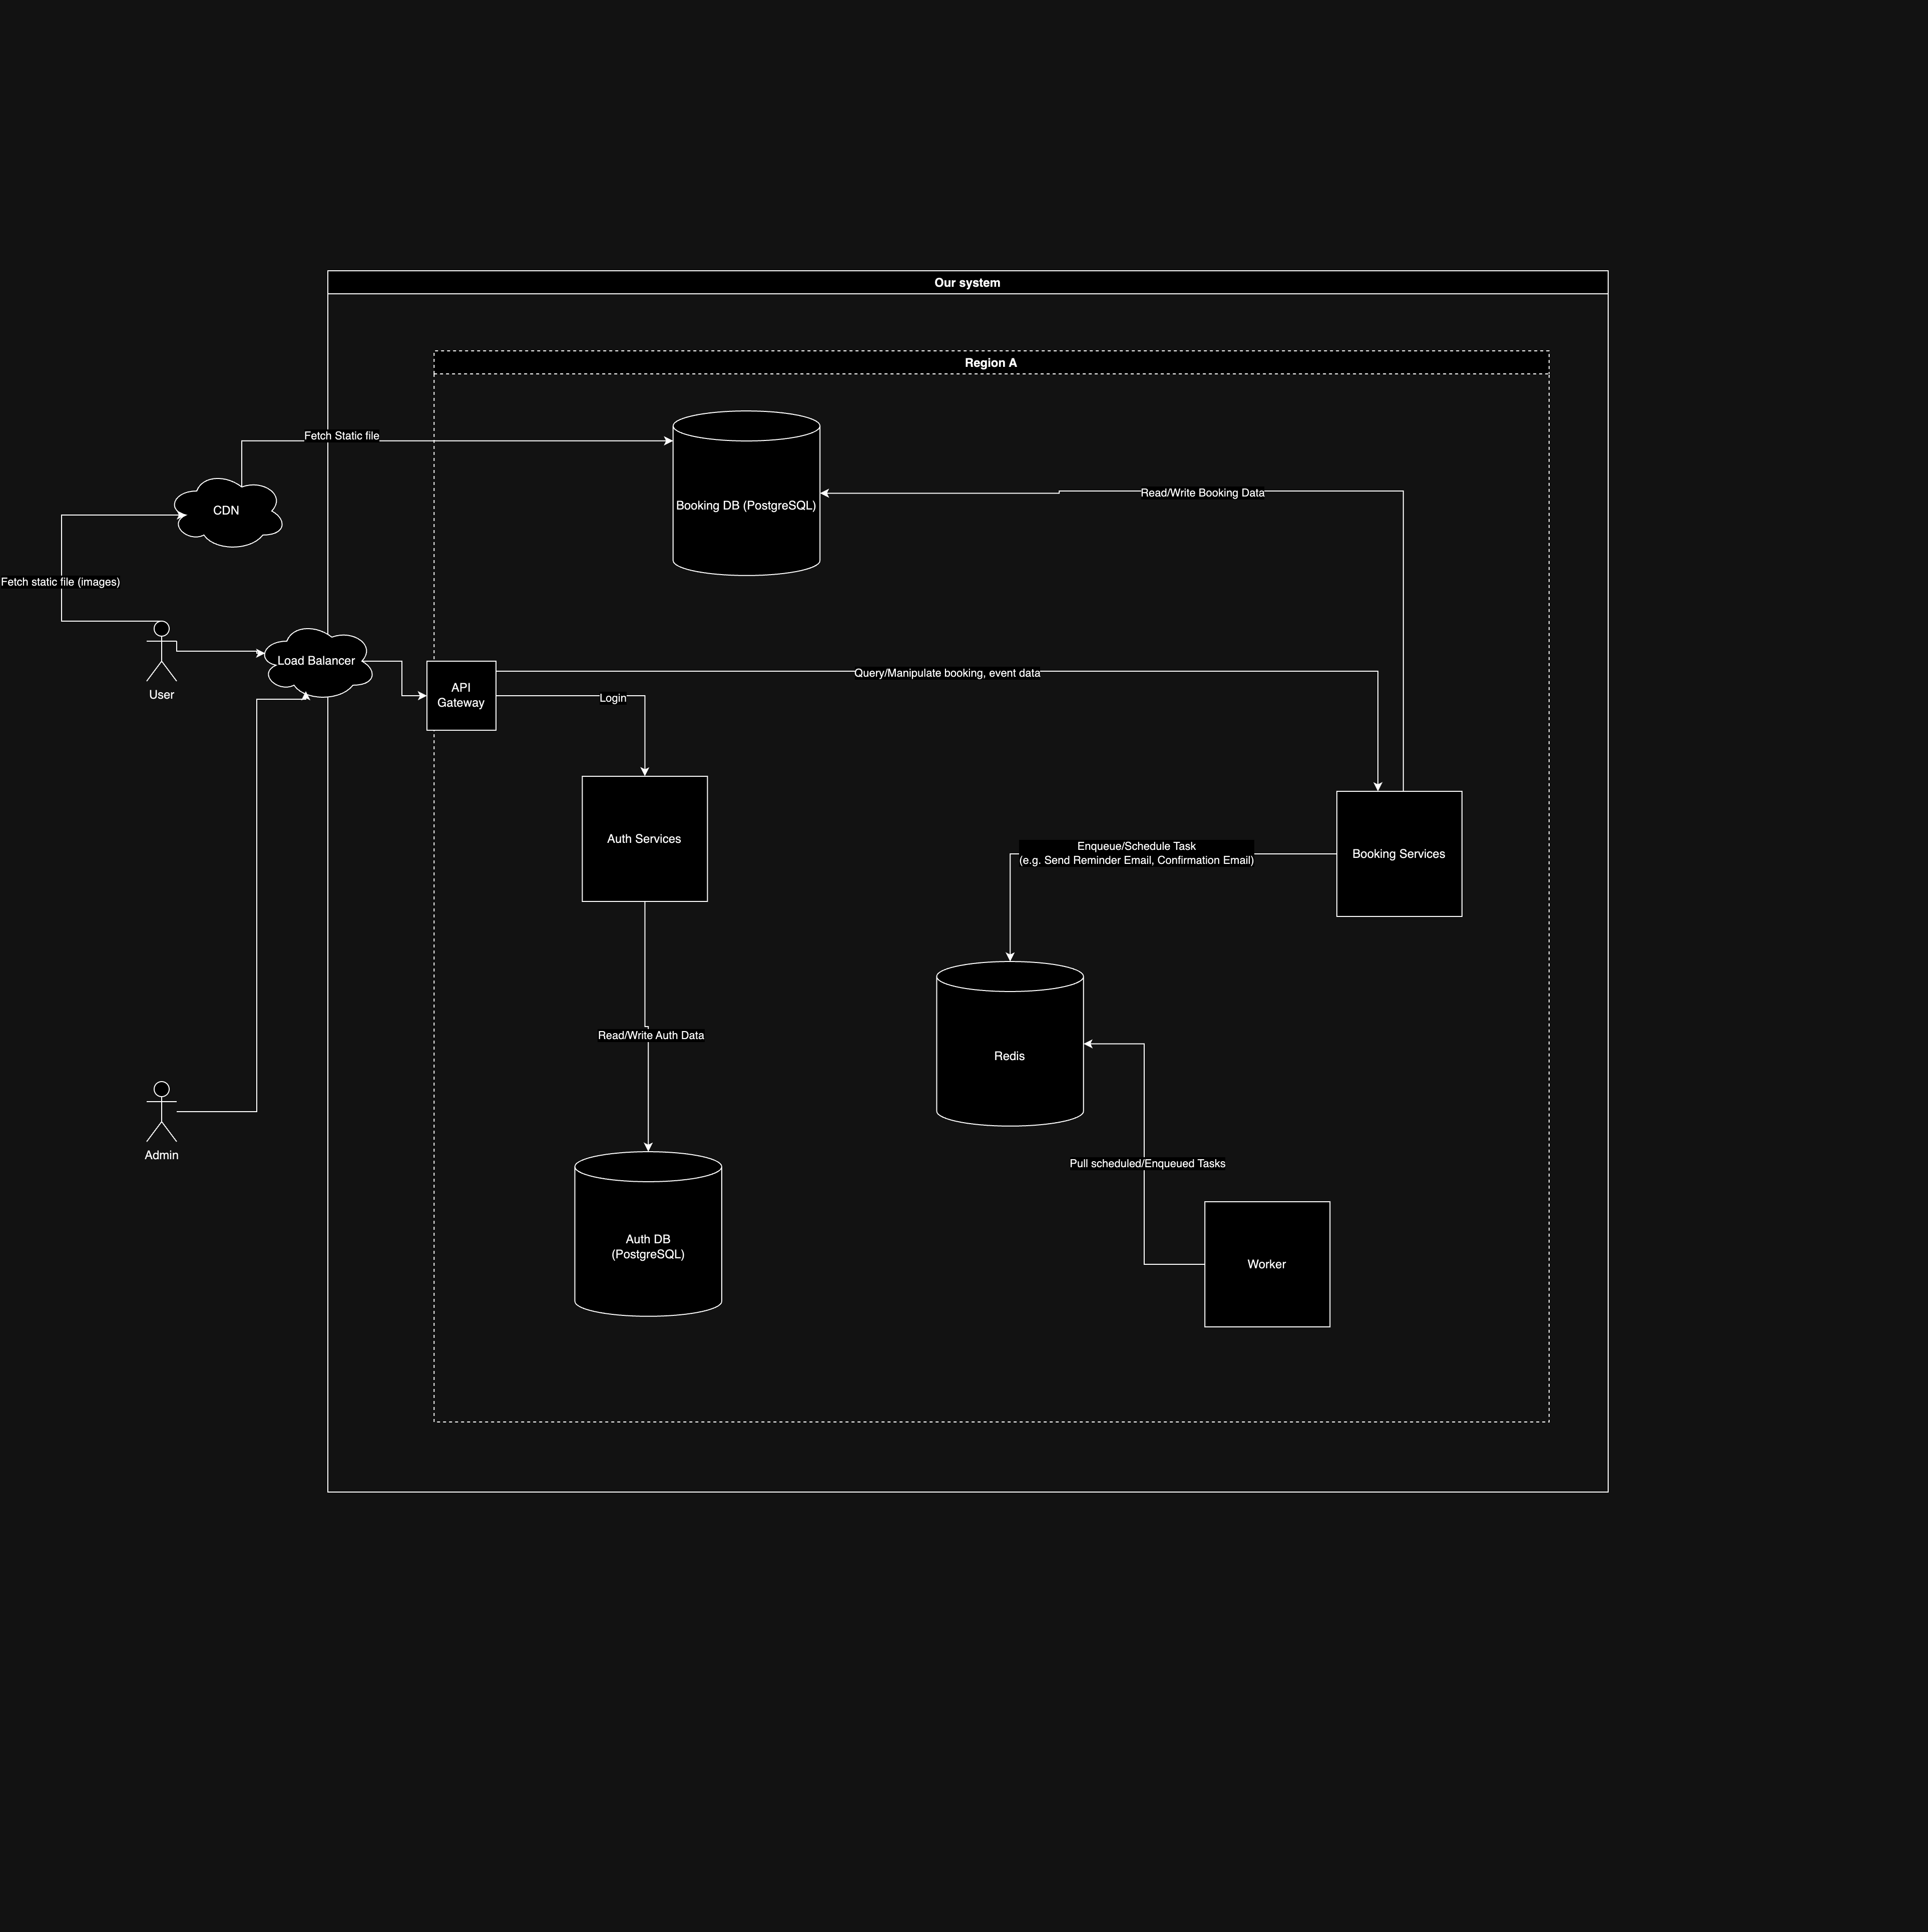 Our system
Region A
Fetch Static file
Booking DB (PostgreSQL)
Read/Write Booking Data
CDN
Fetch static file (images)
User
Load Balancer
API
Gateway
Query/Manipulate booking, event data
Login
Auth Services
Enqueue/Schedule Task
(e.g. Send Reminder Email, Confirmation Email)
Booking Services
Read/Write Auth Data
Redis
Admin
Pull scheduled/Enqueued Tasks
Auth DB
(PostgreSQL)
Worker